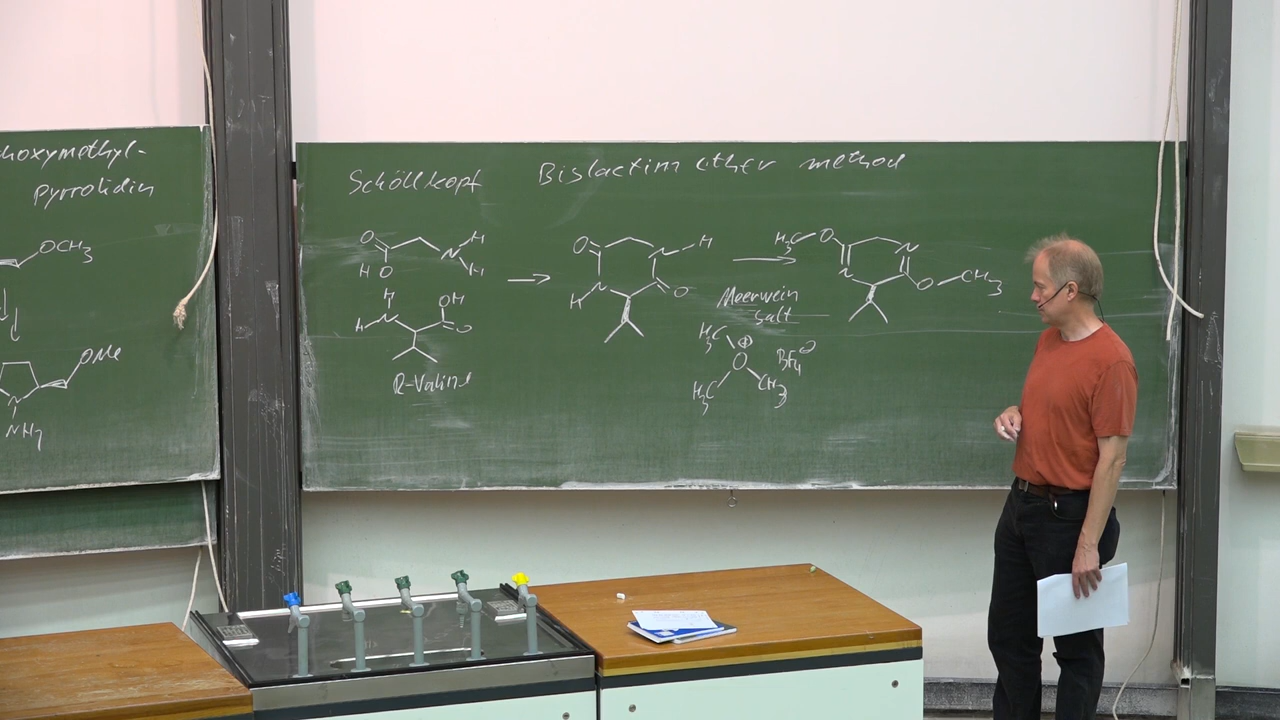 hoxymethyl-
Pyrrolidin
OCH3
OMe
N
NH2
Schöllkopf Bislactim ether method
O H
N
H O H
H OH
H N O
R-Valine
O N H
H N O
Meerwein
Salt
H3C ⊕
O BF4 ⊖
H3C CH3
H3C O N
N O CH3